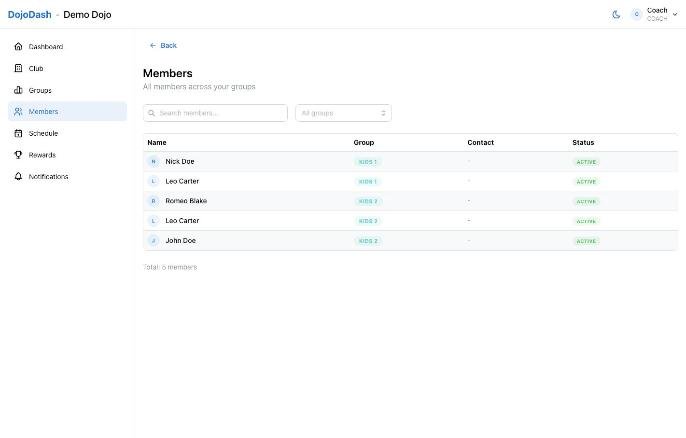 DojoDash - Demo Dojo
C Coach
COACH
Dashboard
Club
Groups
Members
Schedule
Rewards
Notifications
← Back
Members
All members across your groups
Search members...
All groups
Name Group Contact Status
N Nick Doe KIDS 1 - ACTIVE
L Leo Carter KIDS 1 - ACTIVE
R Romeo Blake KIDS 2 - ACTIVE
L Leo Carter KIDS 2 - ACTIVE
J John Doe KIDS 2 - ACTIVE
Total: 5 members